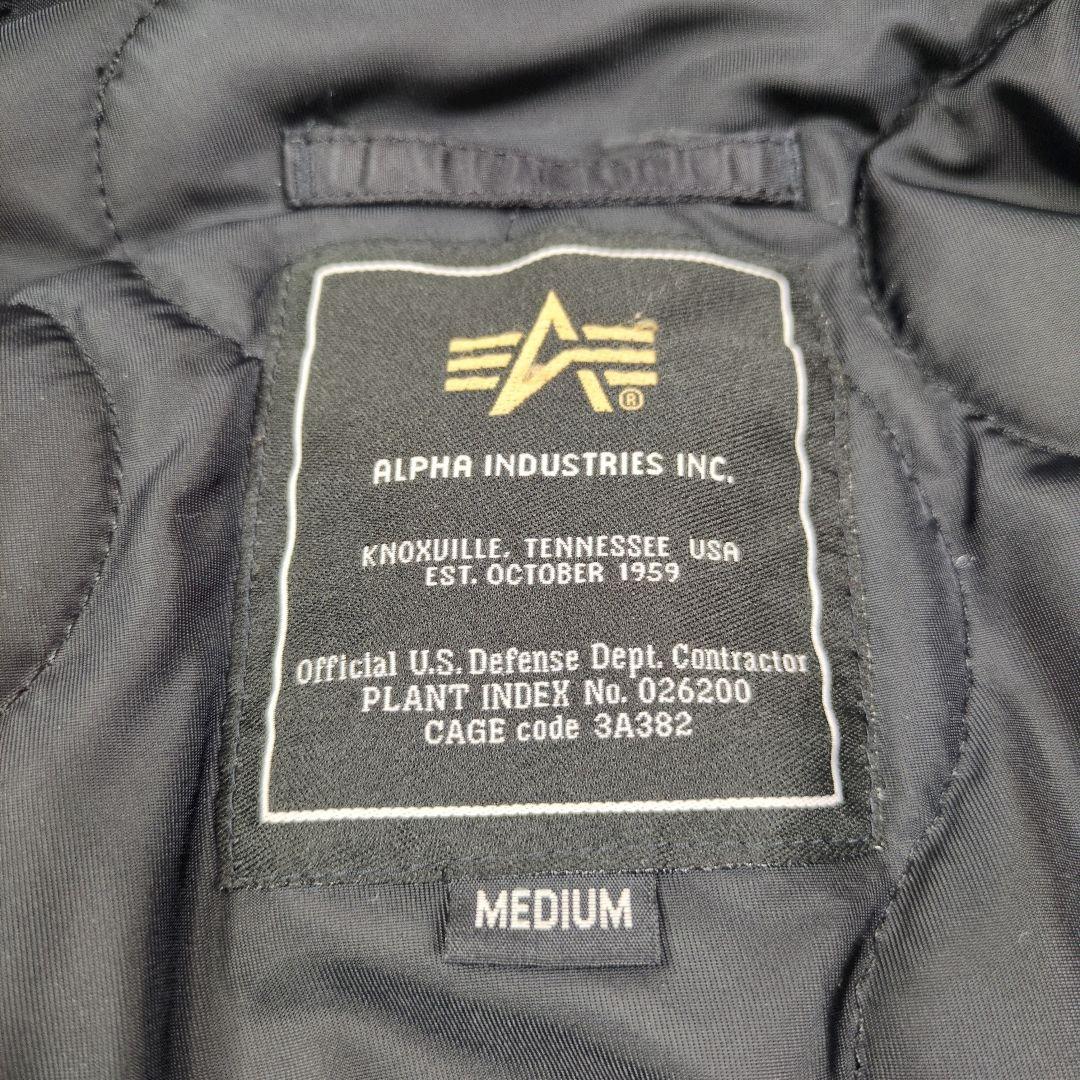 ®
ALPHA INDUSTRIES INC.
KNOXVILLE, TENNESSEE USA
EST. OCTOBER 1959
Official U.S. Defense Dept. Contractor
PLANT INDEX No. 026200
CAGE code 3A382
MEDIUM